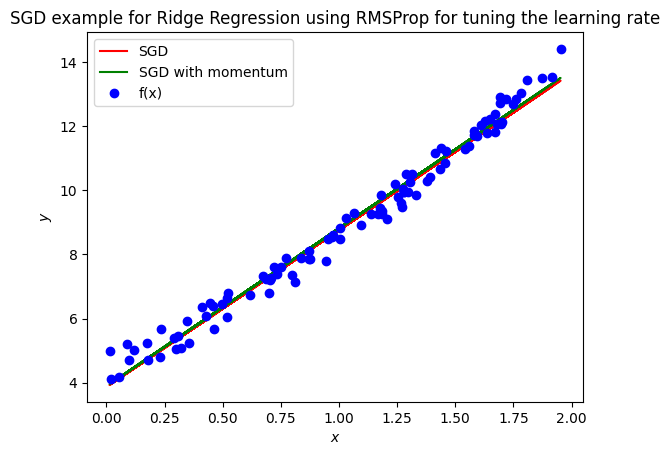 SGD example for Ridge Regression using RMSProp for tuning the learning rate
SGD
SGD with momentum
f(x)
14
12
10
8
6
4
y
0.00 0.25 0.50 0.75 1.00 1.25 1.50 1.75 2.00
x